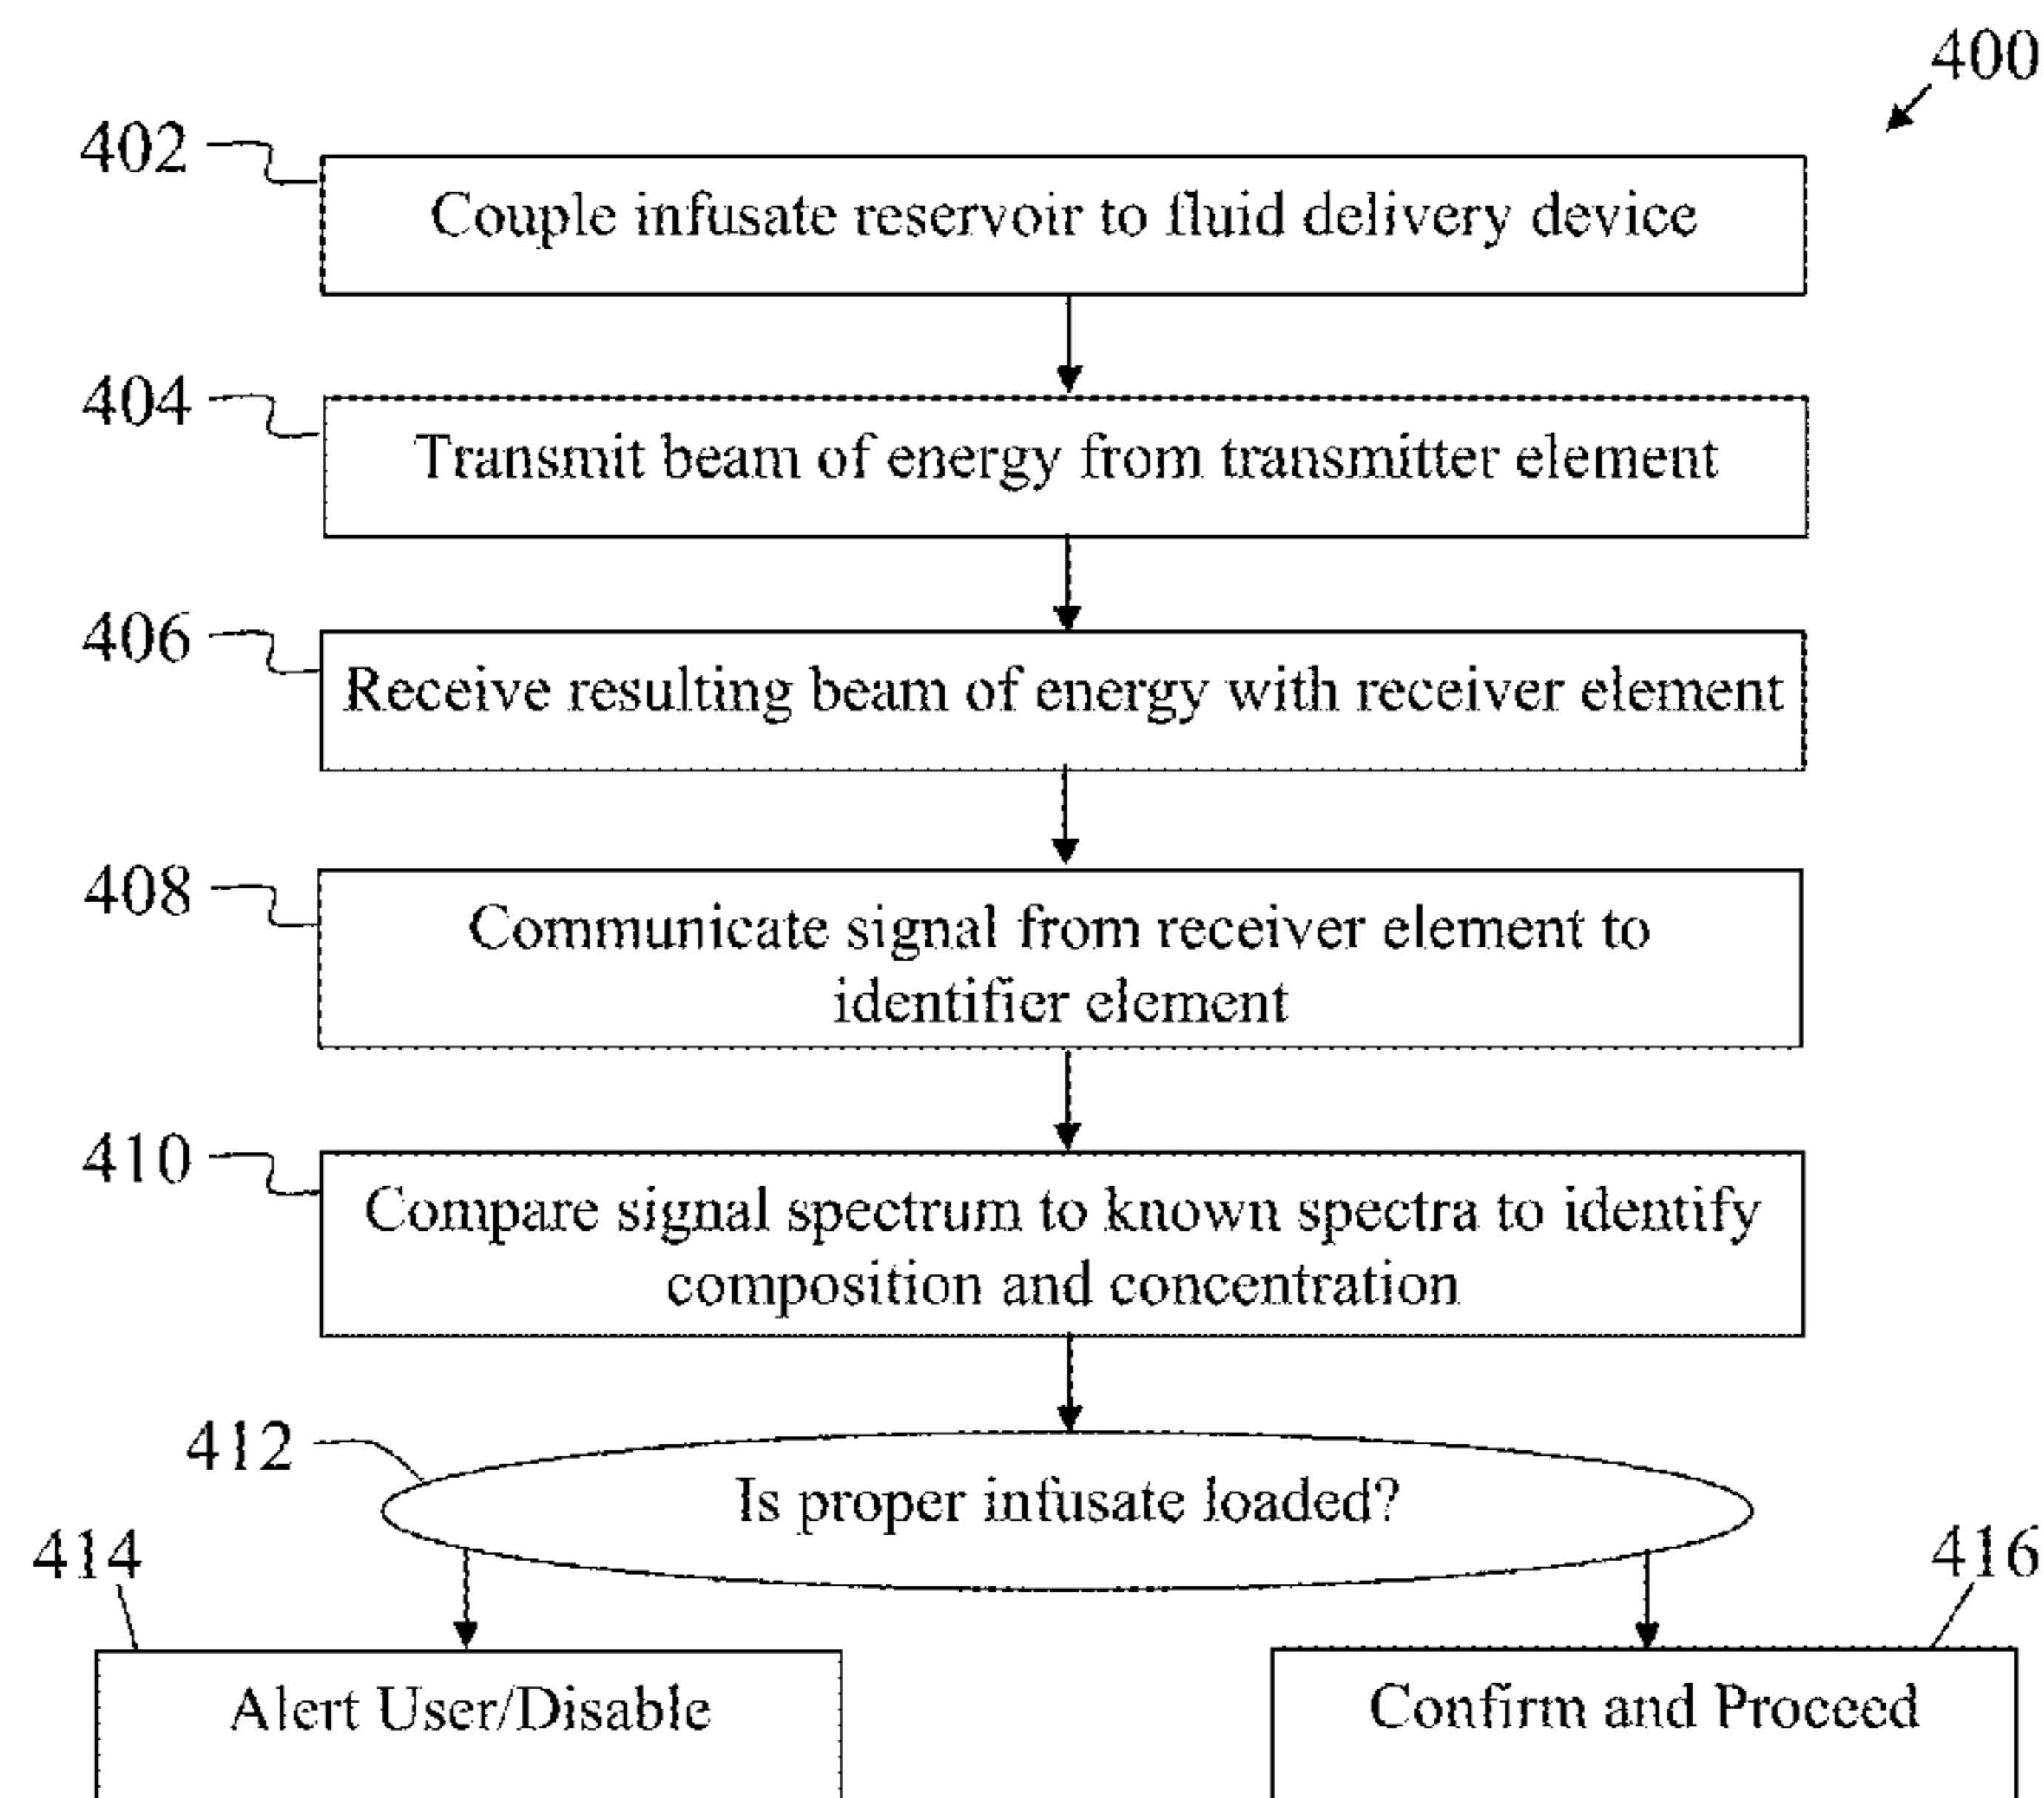 400
402
Couple infusate reservoir to fluid delivery device
404
Transmit beam of energy from transmitter element
406
Receive resulting beam of energy with receiver element
408
Communicate signal from receiver element to
identifier element
410
Compare signal spectrum to known spectra to identify
composition and concentration
412
Is proper infusate loaded?
414
416
Alert User/Disable
Confirm and Proceed